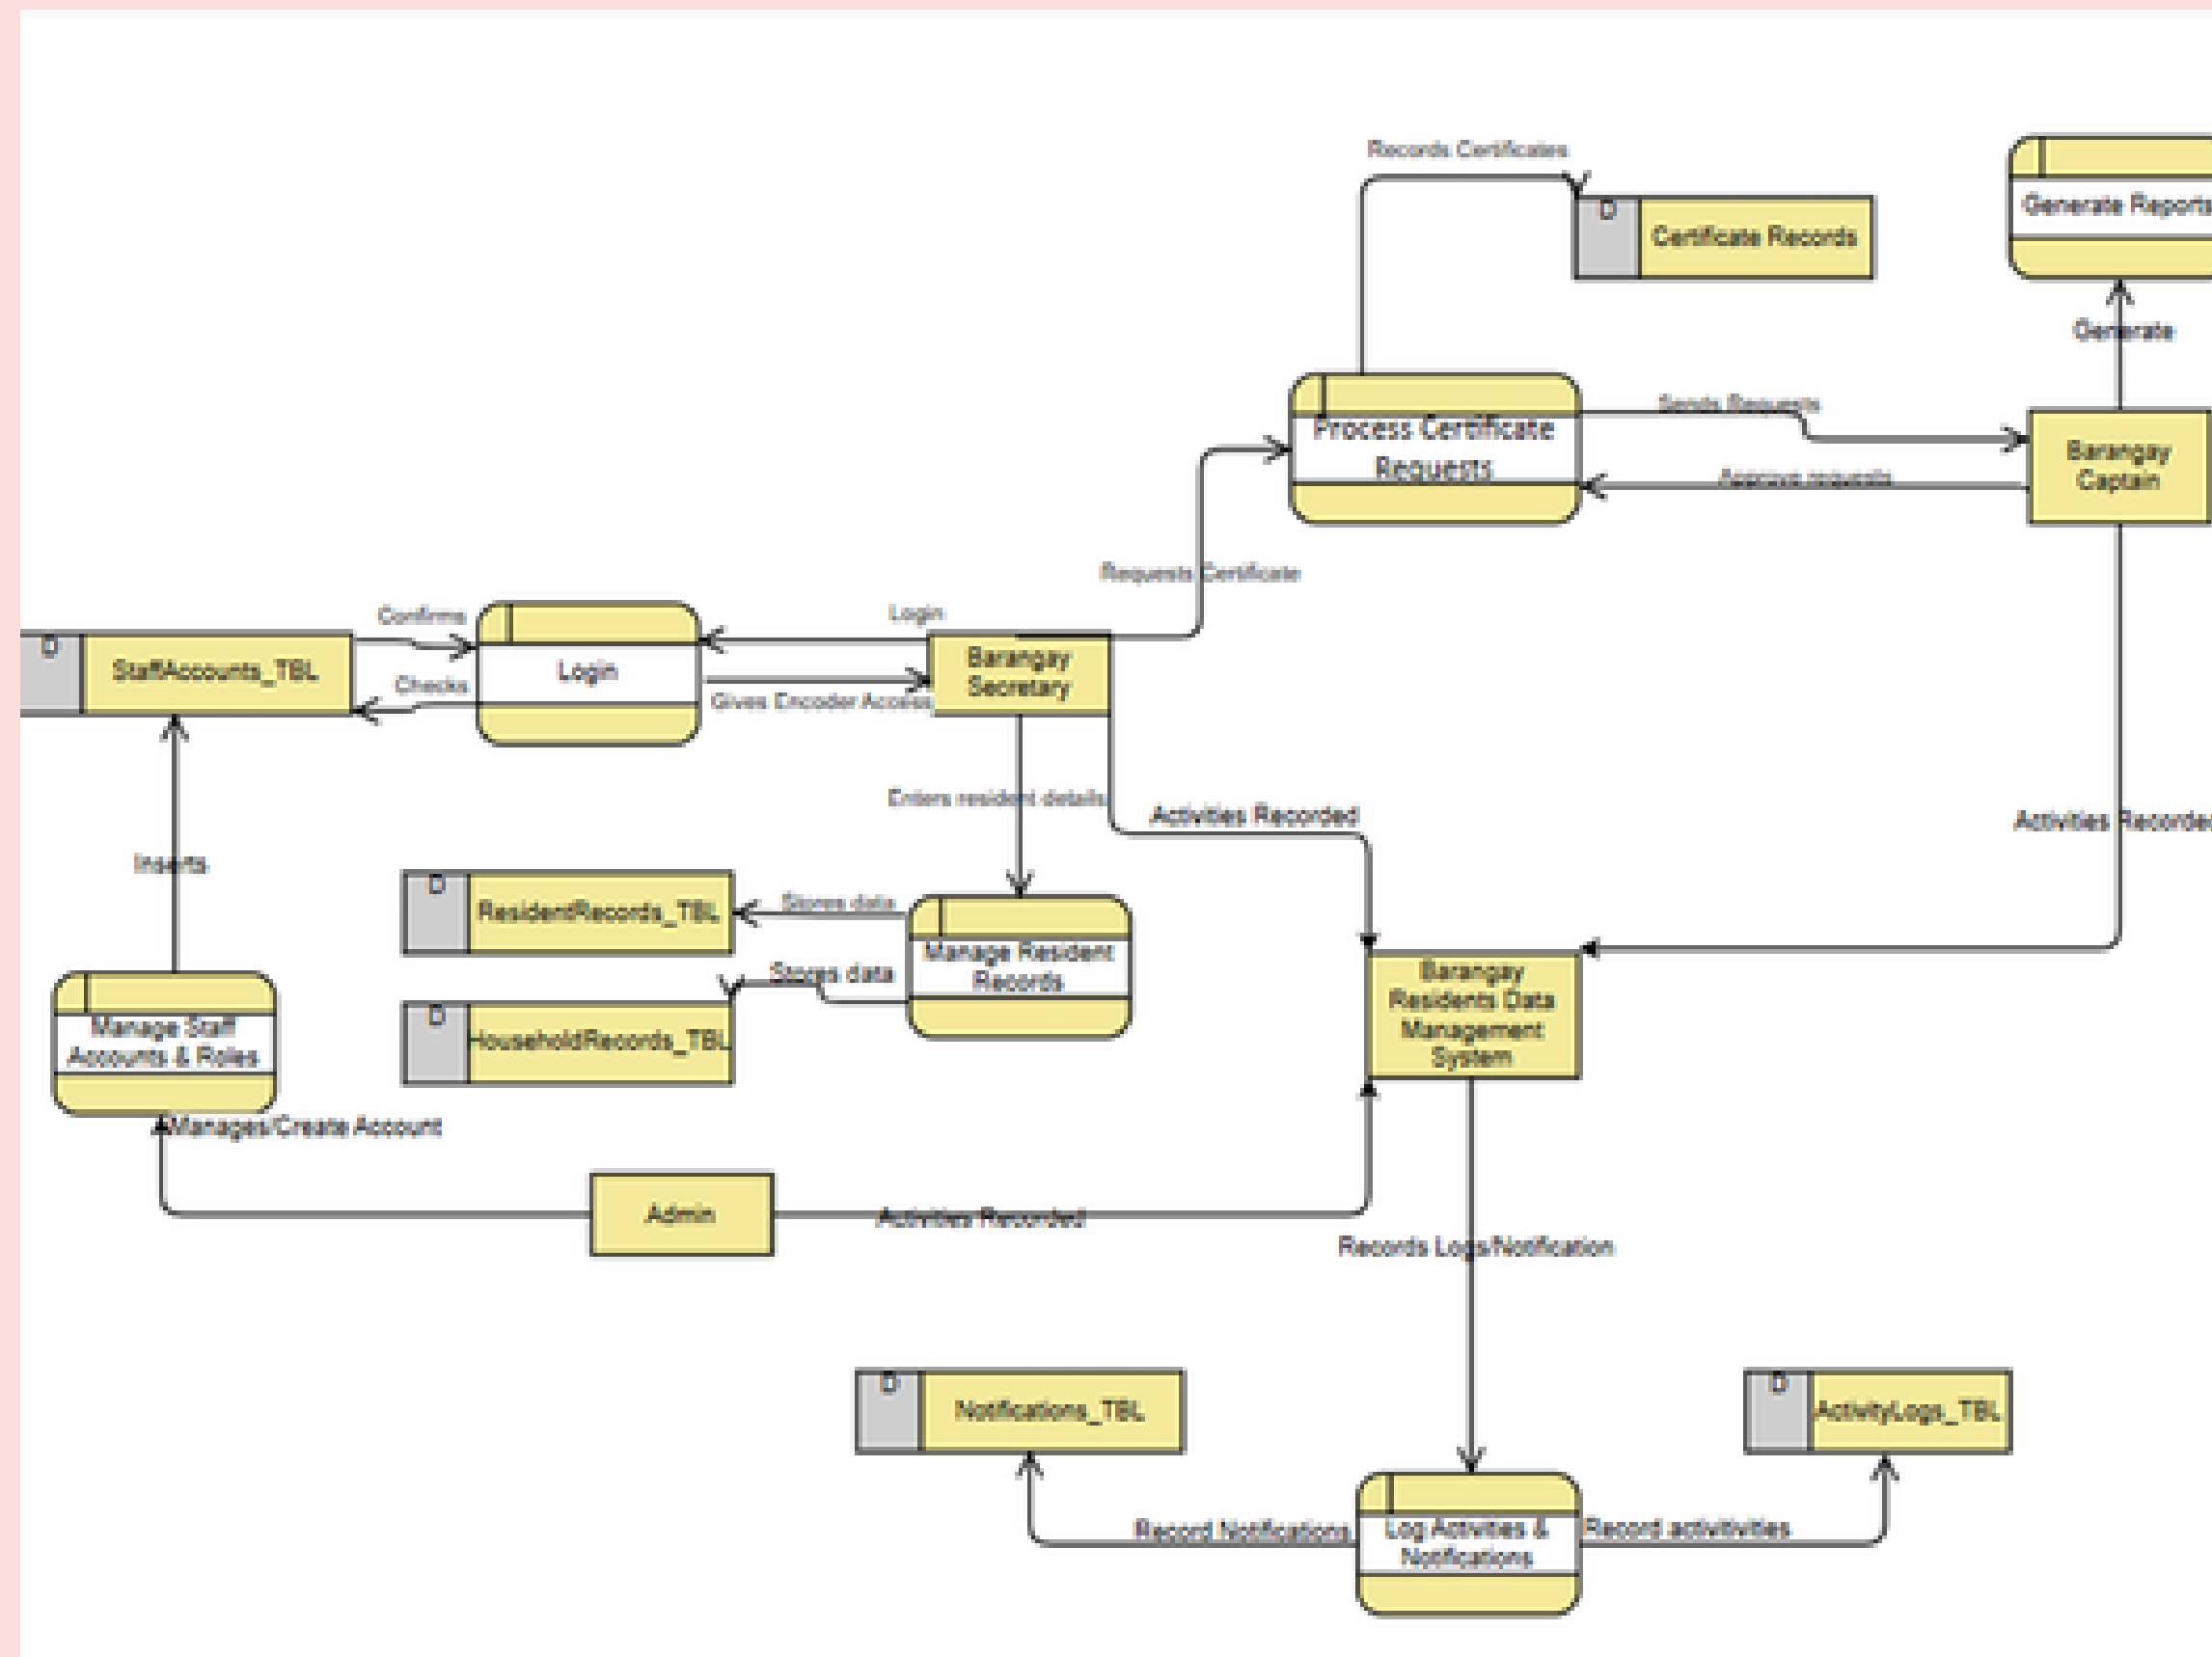 Records Certificates
D
Certificate Records
Generate Reports
Generate
Process Certificate
Requests
Sends Requests
Approve requests
Barangay
Captain
Requests Certificate
D
StaffAccounts_TBL
Confirms
Checks
Login
Login
Gives Encoder Access
Barangay
Secretary
Enters resident details
Activities Recorded
Activities Recorded
Inserts
D
ResidentRecords_TBL
Stores data
Manage Resident
Records
Stores data
D
HouseholdRecords_TBL
Barangay
Residents Data
Management
System
Manage Staff
Accounts & Roles
Manages/Create Account
Admin
Activities Recorded
Records Logs/Notification
D
Notifications_TBL
D
ActivityLogs_TBL
Record Notifications
Log Activities &
Notifications
Record activitivities